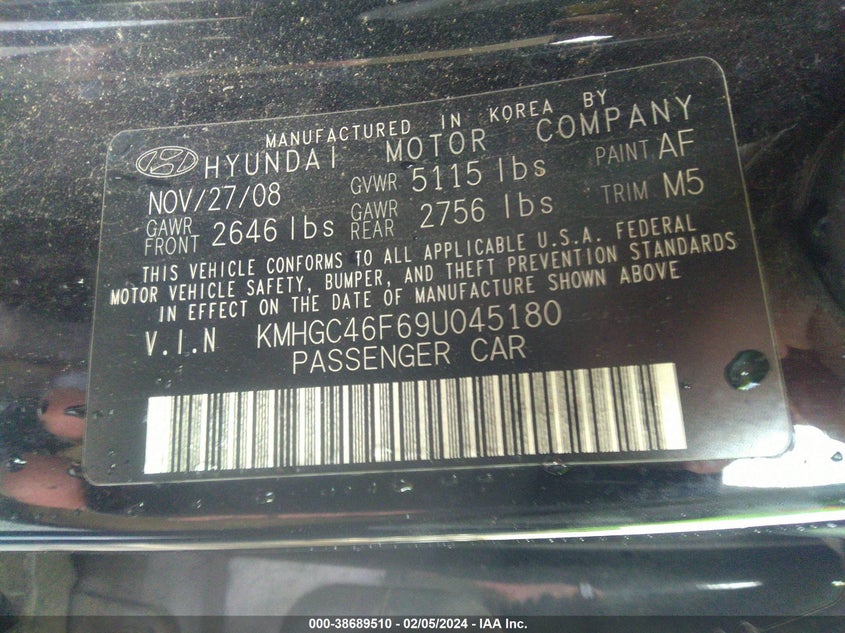 MANUFACTURED IN KOREA BY
HYUNDAI MOTOR COMPANY
NOV/27/08 GVWR 5115 lbs PAINT AF
GAWR FRONT 2646 lbs GAWR REAR 2756 lbs TRIM M5
THIS VEHICLE CONFORMS TO ALL APPLICABLE U.S.A. FEDERAL
MOTOR VEHICLE SAFETY, BUMPER, AND THEFT PREVENTION STANDARDS
IN EFFECT ON THE DATE OF MANUFACTURE SHOWN ABOVE
V.I.N KMHGC46F69U045180
PASSENGER CAR
000-38689510 - 02/05/2024 - IAA Inc.